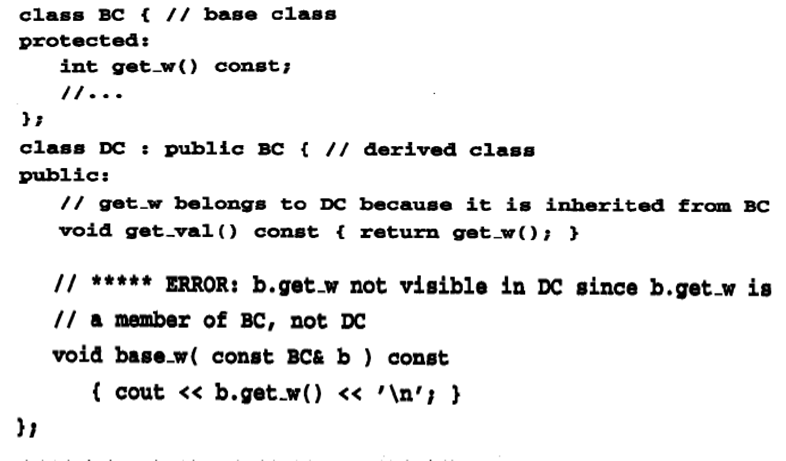 class BC { // base class
protected:
int get_w() const;
//...
};
class DC : public BC { // derived class
public:
// get_w belongs to DC because it is inherited from BC
void get_val() const { return get_w(); }
// ***** ERROR: b.get_w not visible in DC since b.get_w is
// a member of BC, not DC
void base_w( const BC& b ) const
{ cout << b.get_w() << '\n'; }
};